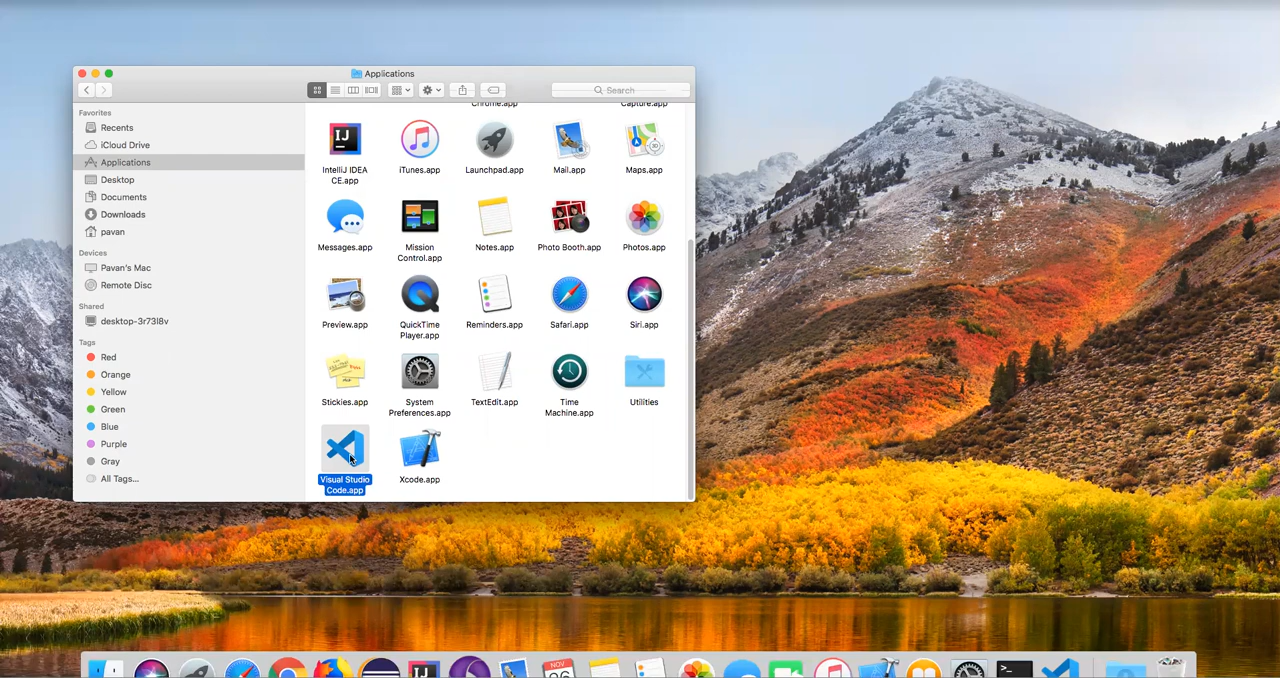 Applications
Search
Favorites
Recents
iCloud Drive
Applications
Desktop
Documents
Downloads
pavan
Devices
Pavan's Mac
Remote Disc
Shared
desktop-3r73l8v
Tags
Red
Orange
Yellow
Green
Blue
Purple
Gray
All Tags...
Chrome.app
Capture.app
IJ
IntelliJ IDEA
CE.app
iTunes.app
Launchpad.app
Mail.app
Maps.app
Messages.app
Mission
Control.app
Notes.app
Photo Booth.app
Photos.app
Preview.app
QuickTime
Player.app
Reminders.app
Safari.app
Siri.app
Stickies.app
System
Preferences.app
TextEdit.app
Time
Machine.app
Utilities
Visual Studio
Code.app
Xcode.app
IJ
NOV